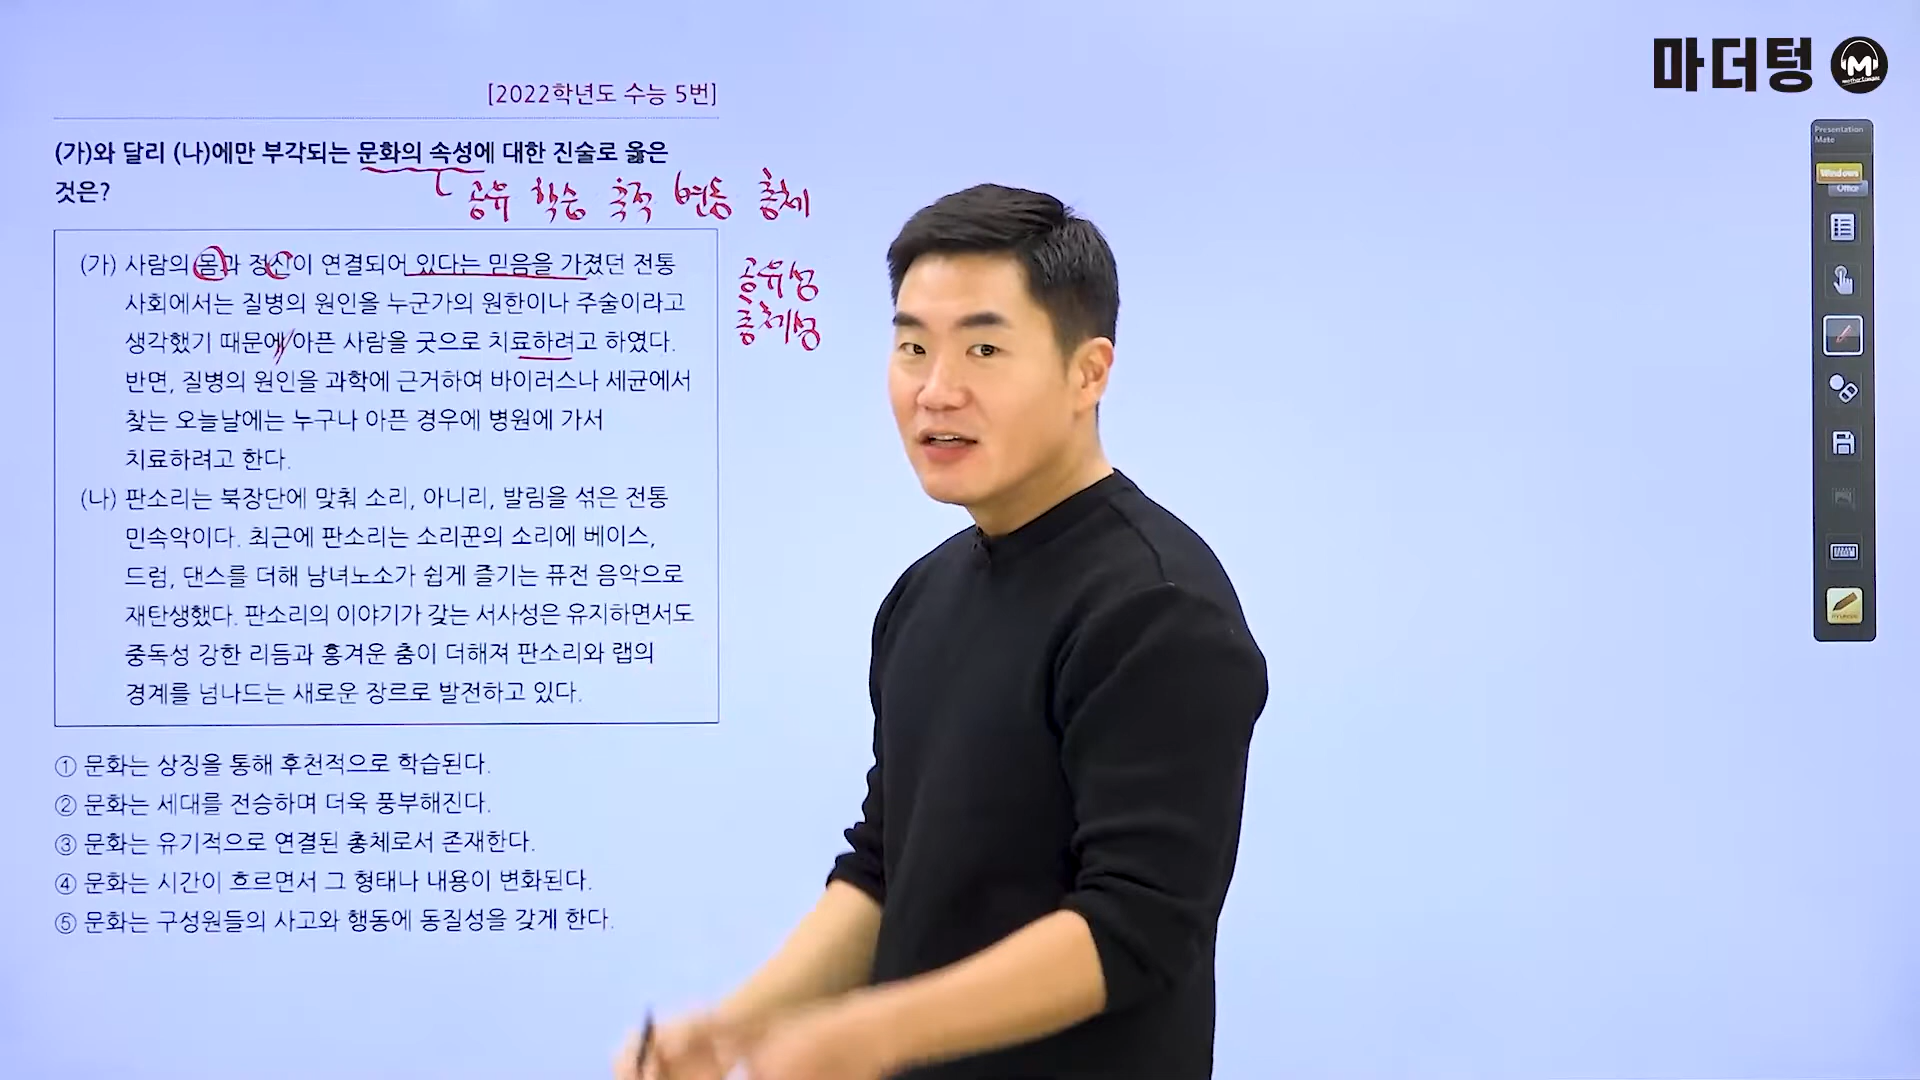 마더텅
M
[2022학년도 수능 5번]
(가)와 달리 (나)에만 부각되는 문화의 속성에 대한 진술로 옳은
것은?
공유 학습 축적 변동 총체
(가) 사람의 몸과 정신이 연결되어 있다는 믿음을 가졌던 전통
사회에서는 질병의 원인을 누군가의 원한이나 주술이라고
생각했기 때문에 아픈 사람을 굿으로 치료하려고 하였다.
반면, 질병의 원인을 과학에 근거하여 바이러스나 세균에서
찾는 오늘날에는 누구나 아픈 경우에 병원에 가서
치료하려고 한다.
공유성
총체성
(나) 판소리는 북장단에 맞춰 소리, 아니리, 발림을 섞은 전통
민속악이다. 최근에 판소리는 소리꾼의 소리에 베이스,
드럼, 댄스를 더해 남녀노소가 쉽게 즐기는 퓨전 음악으로
재탄생했다. 판소리의 이야기가 갖는 서사성은 유지하면서도
중독성 강한 리듬과 흥겨운 춤이 더해져 판소리와 랩의
경계를 넘나드는 새로운 장르로 발전하고 있다.
① 문화는 상징을 통해 후천적으로 학습된다.
② 문화는 세대를 전승하며 더욱 풍부해진다.
③ 문화는 유기적으로 연결된 총체로서 존재한다.
④ 문화는 시간이 흐르면서 그 형태나 내용이 변화된다.
⑤ 문화는 구성원들의 사고와 행동에 동질성을 갖게 한다.
Presentation
Mate
Windows
Office